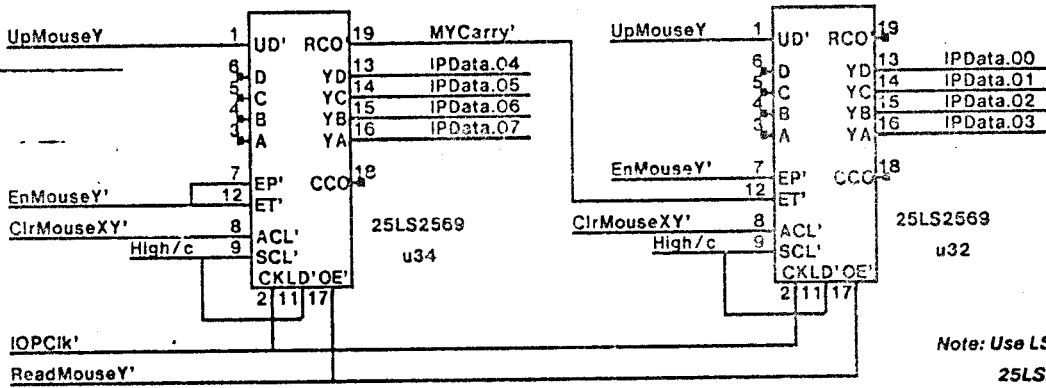 UpMouseY 1 UD' RCO' 19 MYCarry' UpMouseY 1 UD' RCO' 19
6 D YD 13 IPData.04 6 D YD 13 IPData.00
5 C YC 14 IPData.05 5 C YC 14 IPData.01
4 B YB 15 IPData.06 4 B YB 15 IPData.02
3 A YA 16 IPData.07 3 A YA 16 IPData.03
7 EP' CCO 18 7 EP' CCO 18
EnMouseY' 12 ET' EnMouseY' 12 ET'
ClrMouseXY' 8 ACL' 25LS2569 ClrMouseXY' 8 ACL' 25LS2569
High/c 9 SCL' u34 High/c 9 SCL' u32
CK LD' OE' CK LD' OE'
2 11 17 2 11 17
IOPClk' Note: Use LS
ReadMouseY' 25LS